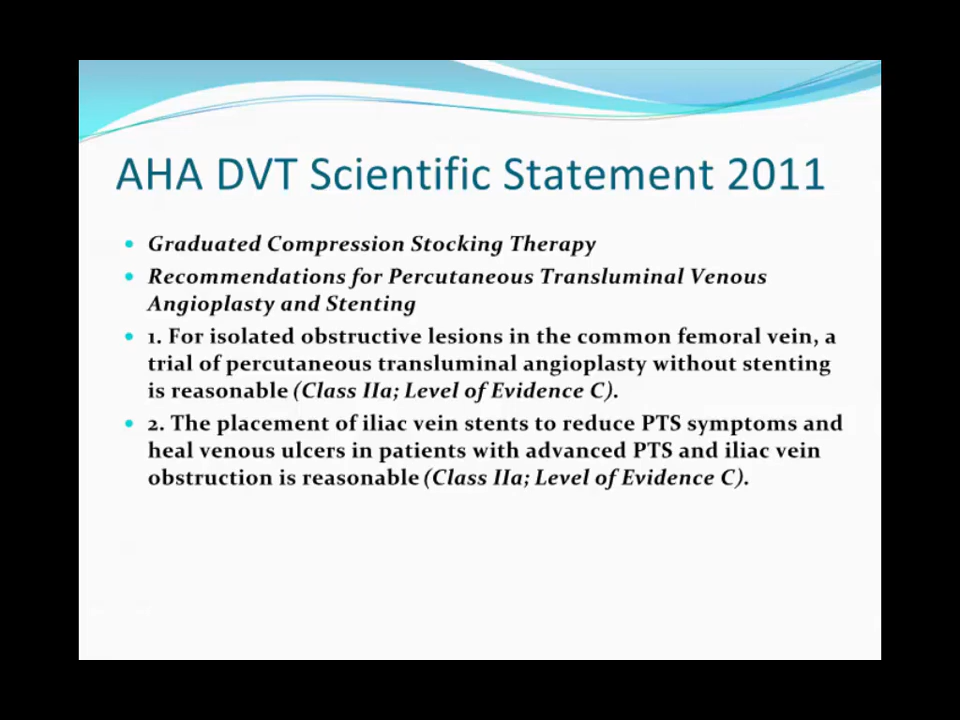 AHA DVT Scientific Statement 2011
• Graduated Compression Stocking Therapy
• Recommendations for Percutaneous Transluminal Venous
Angioplasty and Stenting
• 1. For isolated obstructive lesions in the common femoral vein, a
trial of percutaneous transluminal angioplasty without stenting
is reasonable (Class IIa; Level of Evidence C).
• 2. The placement of iliac vein stents to reduce PTS symptoms and
heal venous ulcers in patients with advanced PTS and iliac vein
obstruction is reasonable (Class IIa; Level of Evidence C).